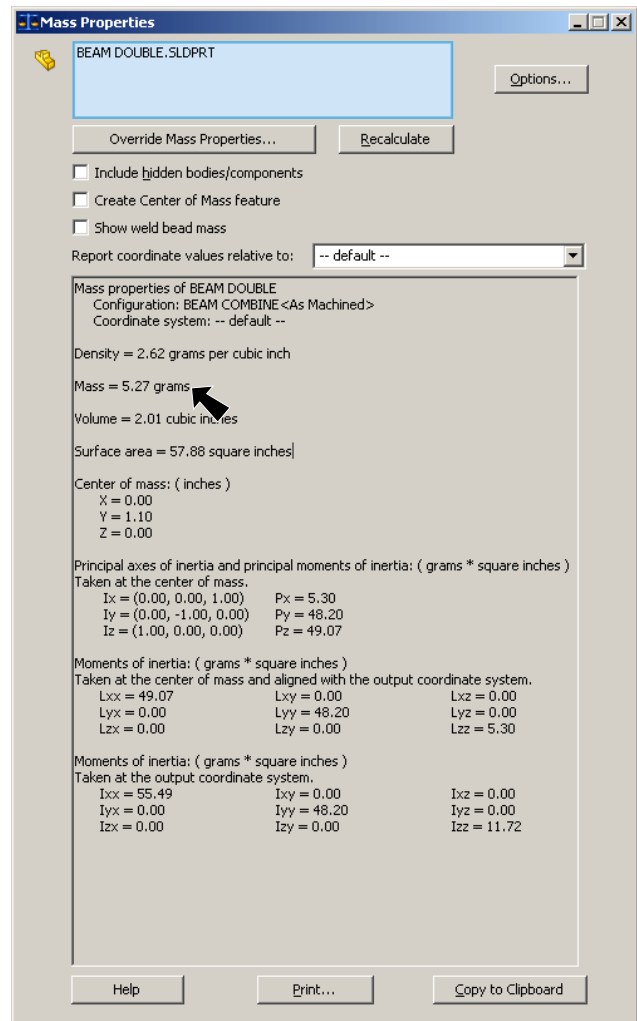 Mass Properties
BEAM DOUBLE.SLDPRT
Options...
Override Mass Properties... Recalculate
Include hidden bodies/components
Create Center of Mass feature
Show weld bead mass
Report coordinate values relative to: -- default --
Mass properties of BEAM DOUBLE
Configuration: BEAM COMBINE<As Machined>
Coordinate system: -- default --
Density = 2.62 grams per cubic inch
Mass = 5.27 grams
Volume = 2.01 cubic inches
Surface area = 57.88 square inches
Center of mass: ( inches )
X = 0.00
Y = 1.10
Z = 0.00
Principal axes of inertia and principal moments of inertia: ( grams * square inches )
Taken at the center of mass.
Ix = (0.00, 0.00, 1.00) Px = 5.30
Iy = (0.00, -1.00, 0.00) Py = 48.20
Iz = (1.00, 0.00, 0.00) Pz = 49.07
Moments of inertia: ( grams * square inches )
Taken at the center of mass and aligned with the output coordinate system.
Lxx = 49.07 Lxy = 0.00 Lxz = 0.00
Lyx = 0.00 Lyy = 48.20 Lyz = 0.00
Lzx = 0.00 Lzy = 0.00 Lzz = 5.30
Moments of inertia: ( grams * square inches )
Taken at the output coordinate system.
Ixx = 55.49 Ixy = 0.00 Ixz = 0.00
Iyx = 0.00 Iyy = 48.20 Iyz = 0.00
Izx = 0.00 Izy = 0.00 Izz = 11.72
Help Print... Copy to Clipboard